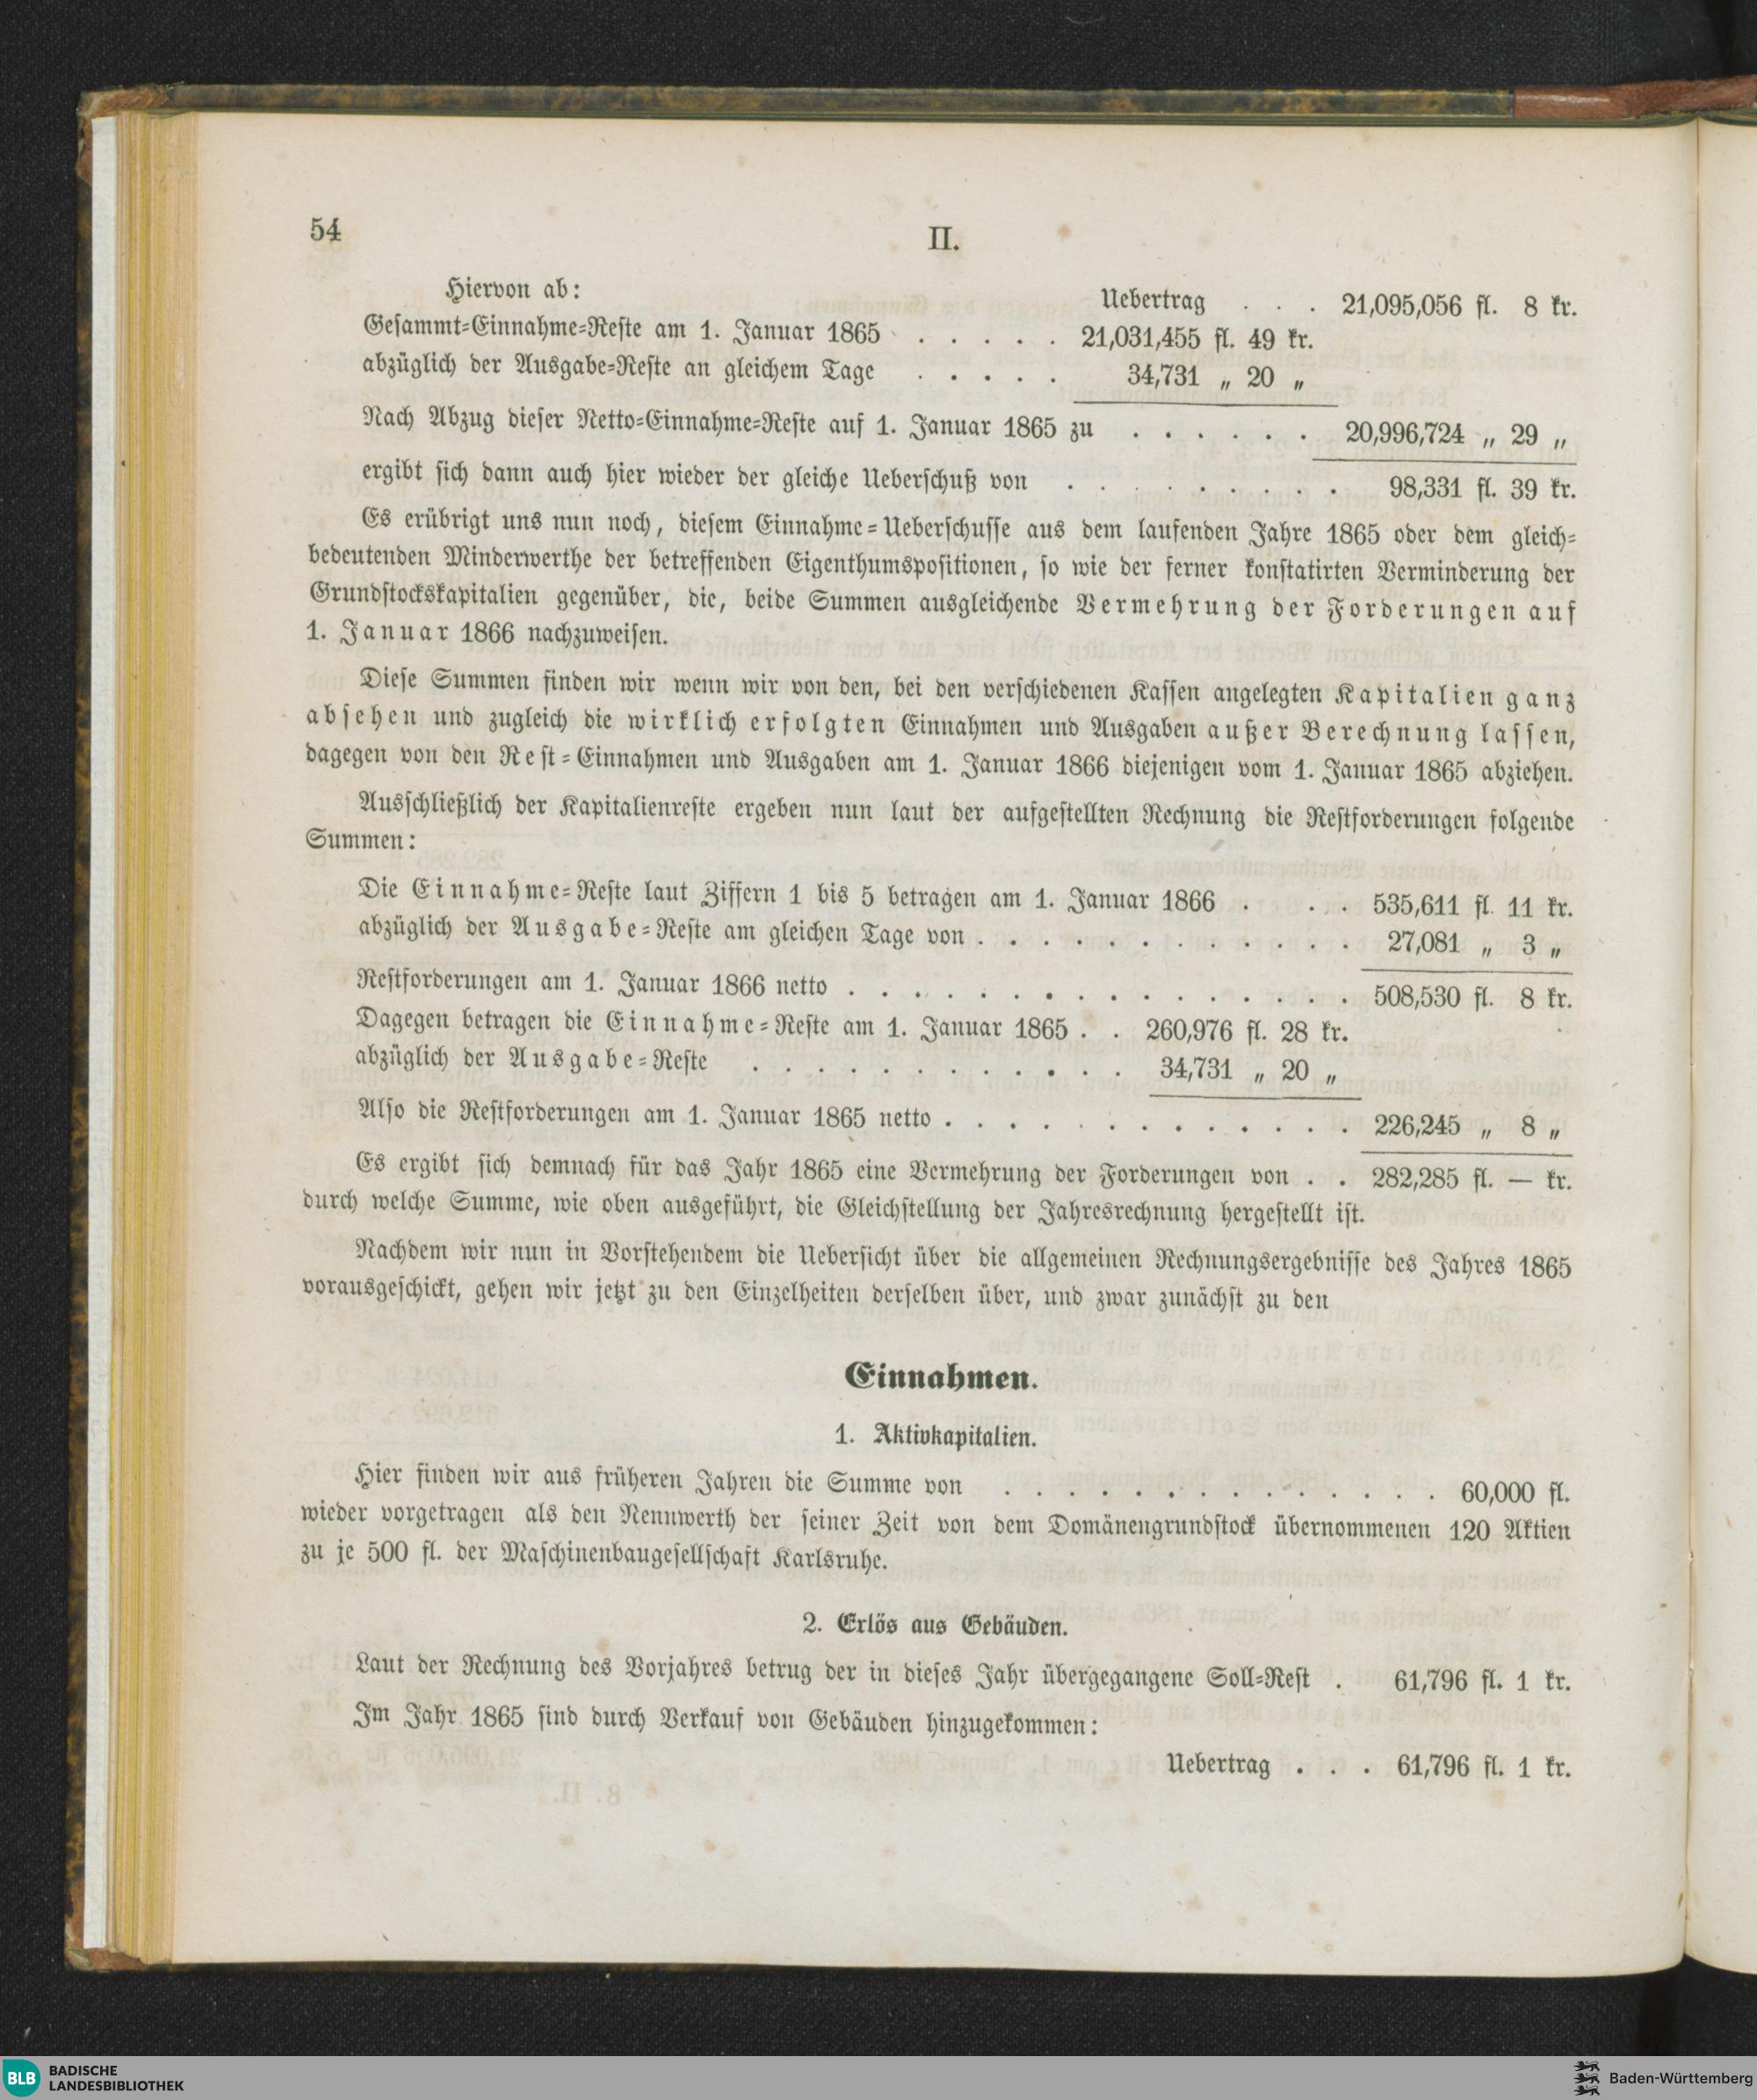 54
II.
Hiervon ab:
Uebertrag . . . 21,095,056 fl. 8 kr.
Gesammt-Einnahme-Reste am 1. Januar 1865 . . . . . 21,031,455 fl. 49 kr.
abzüglich der Ausgabe-Reste an gleichem Tage . . . . . 34,731 „ 20 „
Nach Abzug dieser Netto-Einnahme-Reste auf 1. Januar 1865 zu . . . . . . 20,996,724 „ 29 „
ergibt sich dann auch hier wieder der gleiche Ueberschuß von . . . . . . . . . 98,331 fl. 39 kr.
Es erübrigt uns nun noch, diesem Einnahme-Ueberschusse aus dem laufenden Jahre 1865 oder dem gleich-
bedeutenden Minderwerthe der betreffenden Eigenthumspositionen, so wie der ferner konstatirten Verminderung der
Grundstockskapitalien gegenüber, die, beide Summen ausgleichende Vermehrung der Forderungen auf
1. Januar 1866 nachzuweisen.
Diese Summen finden wir wenn wir von den, bei den verschiedenen Kassen angelegten Kapitalien ganz
absehen und zugleich die wirklich erfolgten Einnahmen und Ausgaben außer Berechnung lassen,
dagegen von den Rest-Einnahmen und Ausgaben am 1. Januar 1866 diejenigen vom 1. Januar 1865 abziehen.
Ausschließlich der Kapitalienreste ergeben nun laut der aufgestellten Rechnung die Restforderungen folgende
Summen:
Die Einnahme-Reste laut Ziffern 1 bis 5 betragen am 1. Januar 1866 . . . . 535,611 fl. 11 kr.
abzüglich der Ausgabe-Reste am gleichen Tage von . . . . . . . . . . . . 27,081 „ 3 „
Restforderungen am 1. Januar 1866 netto . . . . . . . . . . . . . . . . 508,530 fl. 8 kr.
Dagegen betragen die Einnahme-Reste am 1. Januar 1865 . . 260,976 fl. 28 kr.
abzüglich der Ausgabe-Reste . . . . . . . . . . . . 34,731 „ 20 „
Also die Restforderungen am 1. Januar 1865 netto . . . . . . . . . . . . . 226,245 „ 8 „
Es ergibt sich demnach für das Jahr 1865 eine Vermehrung der Forderungen von . . 282,285 fl. — kr.
durch welche Summe, wie oben ausgeführt, die Gleichstellung der Jahresrechnung hergestellt ist.
Nachdem wir nun in Vorstehendem die Uebersicht über die allgemeinen Rechnungsergebnisse des Jahres 1865
vorausgeschickt, gehen wir jetzt zu den Einzelheiten derselben über, und zwar zunächst zu den
Einnahmen.
1. Aktivkapitalien.
Hier finden wir aus früheren Jahren die Summe von . . . . . . . . . . . . . . 60,000 fl.
wieder vorgetragen als den Nennwerth der seiner Zeit von dem Domänengrundstock übernommenen 120 Aktien
zu je 500 fl. der Maschinenbaugesellschaft Karlsruhe.
2. Erlös aus Gebäuden.
Laut der Rechnung des Vorjahres betrug der in dieses Jahr übergegangene Soll-Rest . 61,796 fl. 1 kr.
Im Jahr 1865 sind durch Verkauf von Gebäuden hinzugekommen:
Uebertrag . . . 61,796 fl. 1 kr.
BLB BADISCHE
LANDESBIBLIOTHEK
Baden-Württemberg